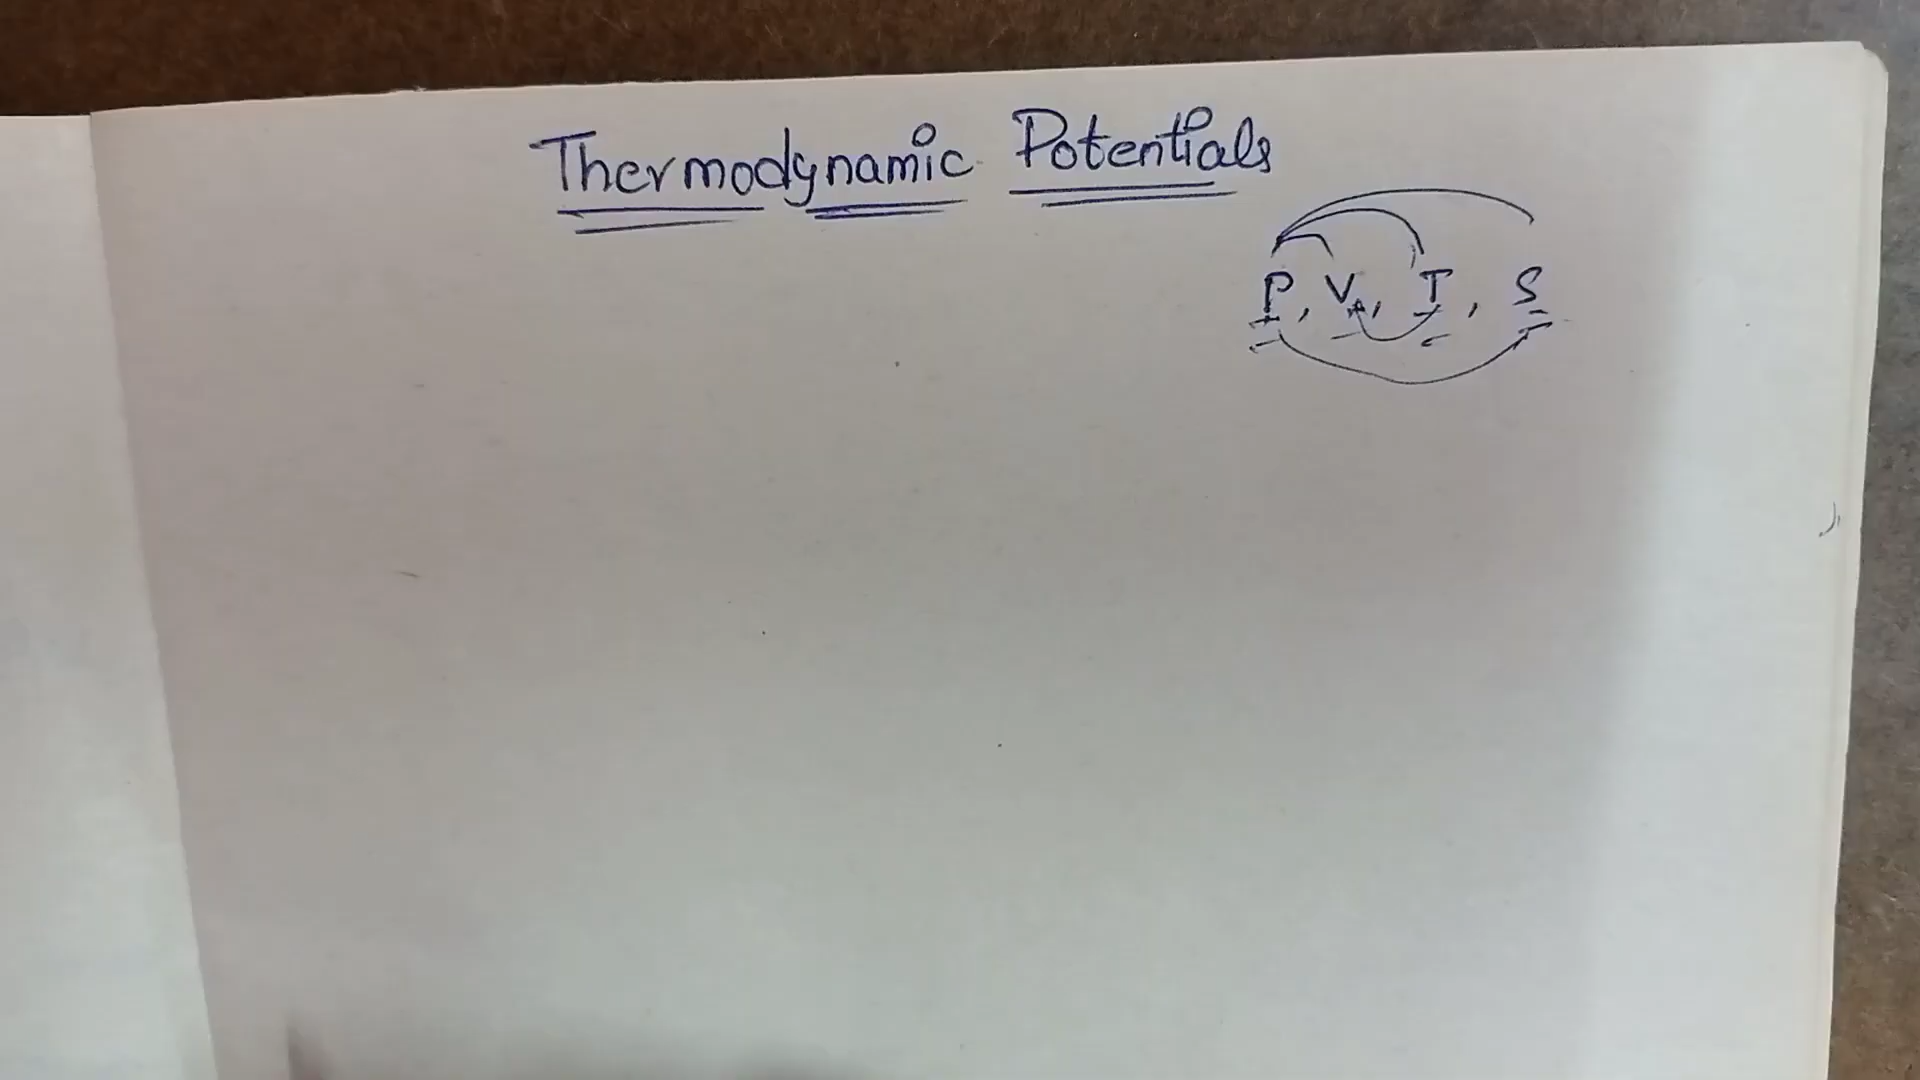 Thermodynamic Potentials
P, V, T, S